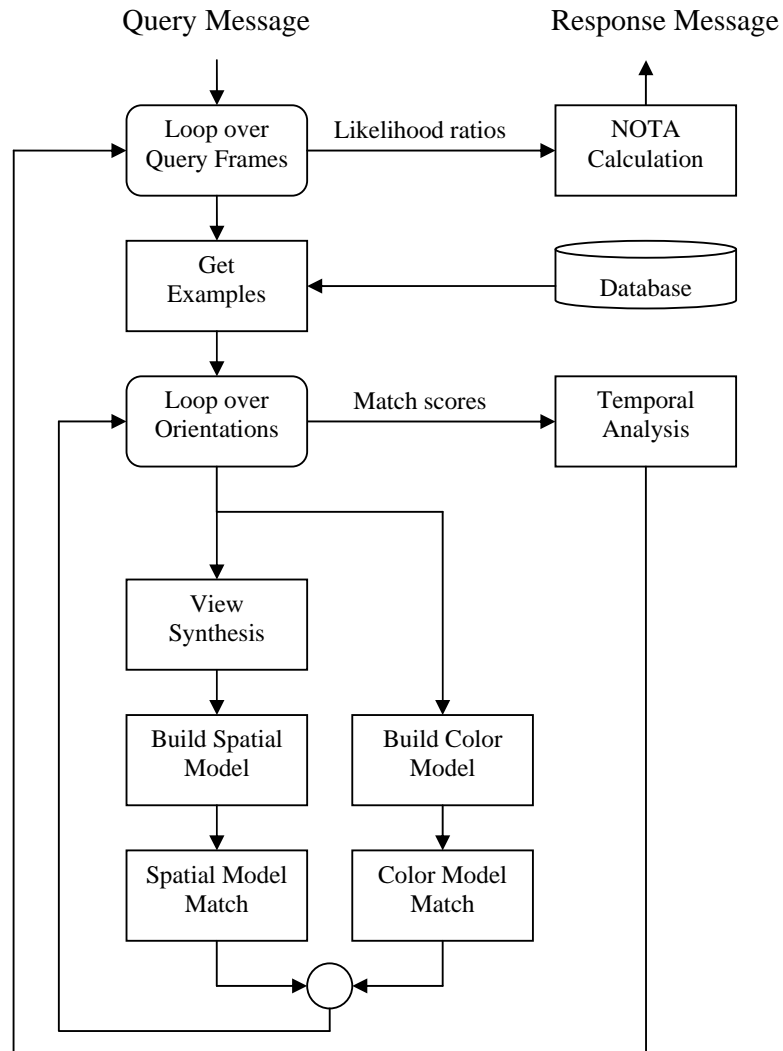 Query Message
Response Message
Loop over
Query Frames
Likelihood ratios
NOTA
Calculation
Get
Examples
Database
Loop over
Orientations
Match scores
Temporal
Analysis
View
Synthesis
Build Spatial
Model
Build Color
Model
Spatial Model
Match
Color Model
Match